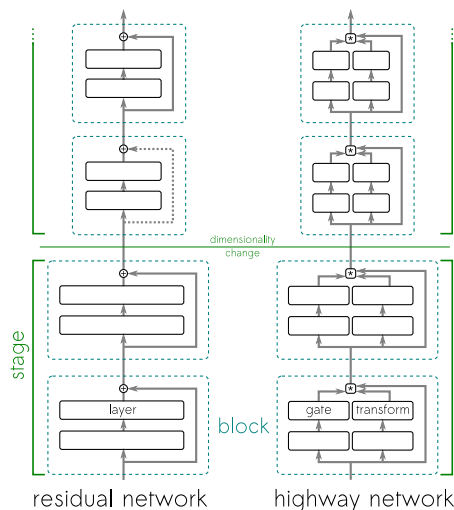 dimensionality
change
stage
layer
block
gate
transform
residual network
highway network